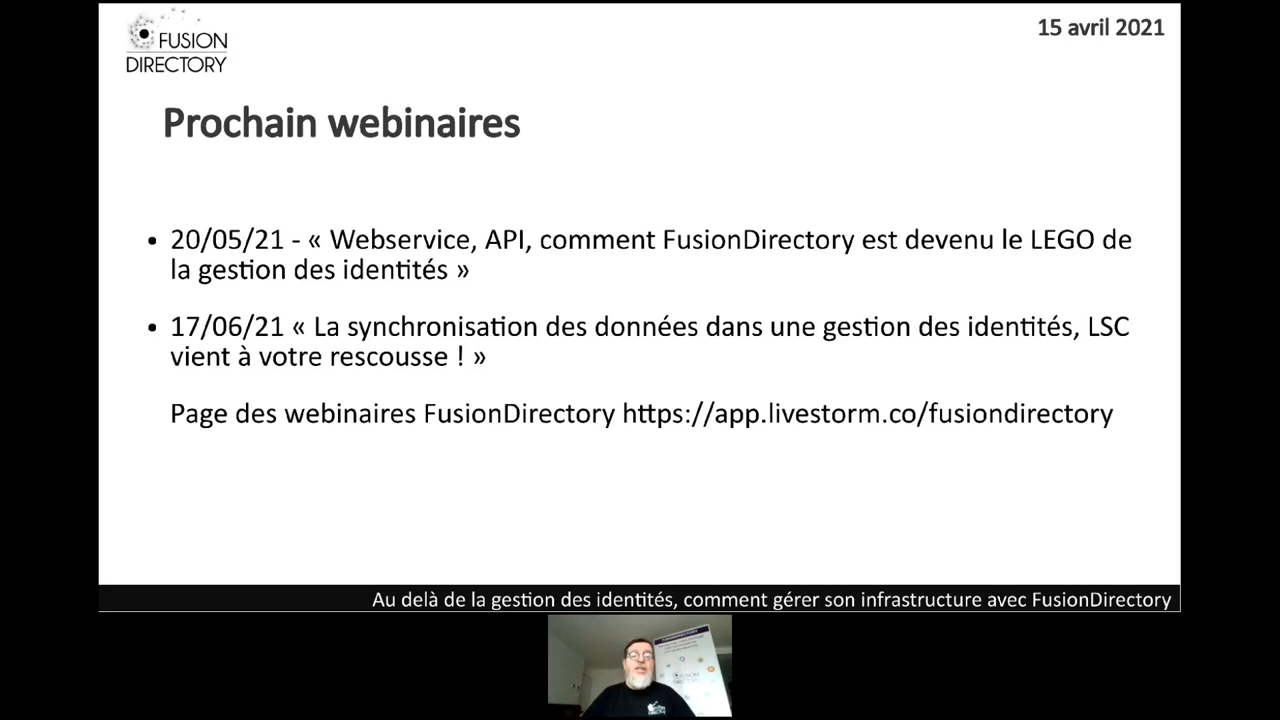 FUSION
DIRECTORY
15 avril 2021
Prochain webinaires
• 20/05/21 - « Webservice, API, comment FusionDirectory est devenu le LEGO de
la gestion des identités »
• 17/06/21 « La synchronisation des données dans une gestion des identités, LSC
vient à votre rescousse ! »
Page des webinaires FusionDirectory https://app.livestorm.co/fusiondirectory
Au delà de la gestion des identités, comment gérer son infrastructure avec FusionDirectory